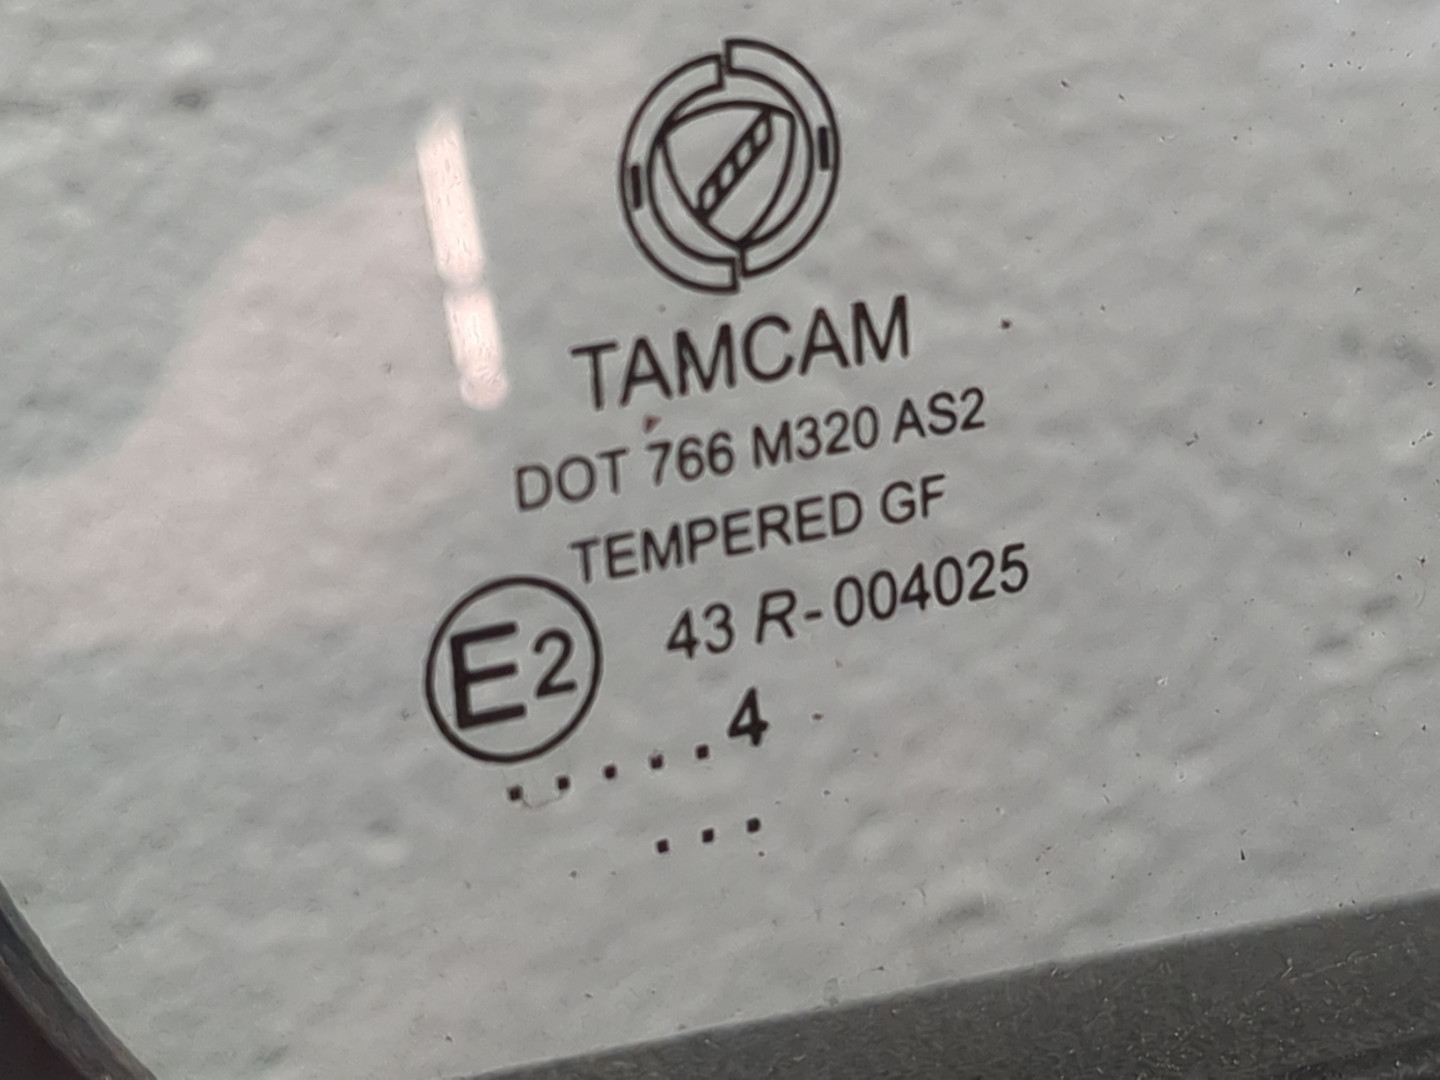 TAMCAM
DOT 766 M320 AS2
TEMPERED GF
E2 43 R-004025
.....4
...